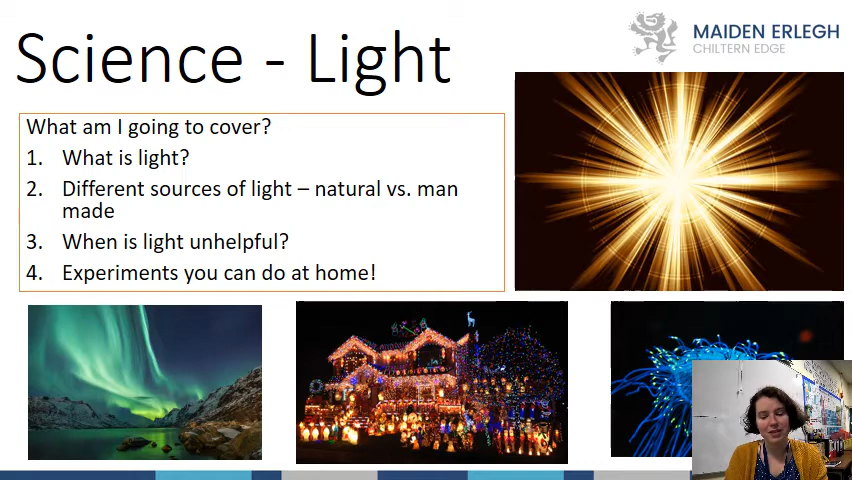 Science - Light
MAIDEN ERLEGH
CHILTERN EDGE
What am I going to cover?
1. What is light?
2. Different sources of light – natural vs. man
made
3. When is light unhelpful?
4. Experiments you can do at home!